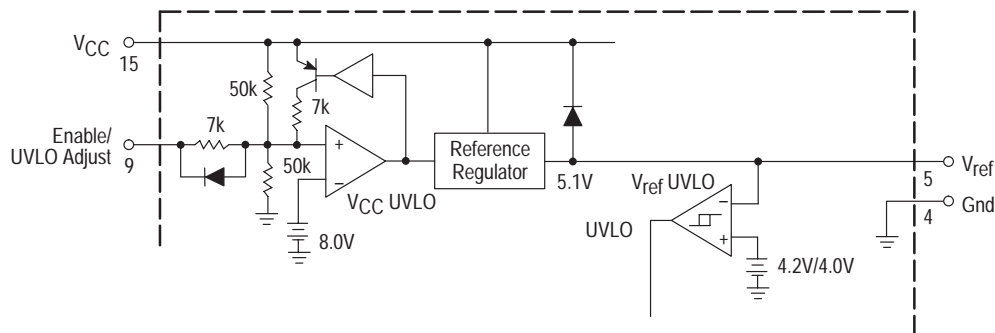 VCC
15
50k
7k
Enable/
UVLO Adjust
9
7k
50k
+
–
VCC UVLO
8.0V
Reference
Regulator
5.1V
Vref UVLO
–
+
UVLO
4.2V/4.0V
Vref
5
Gnd
4